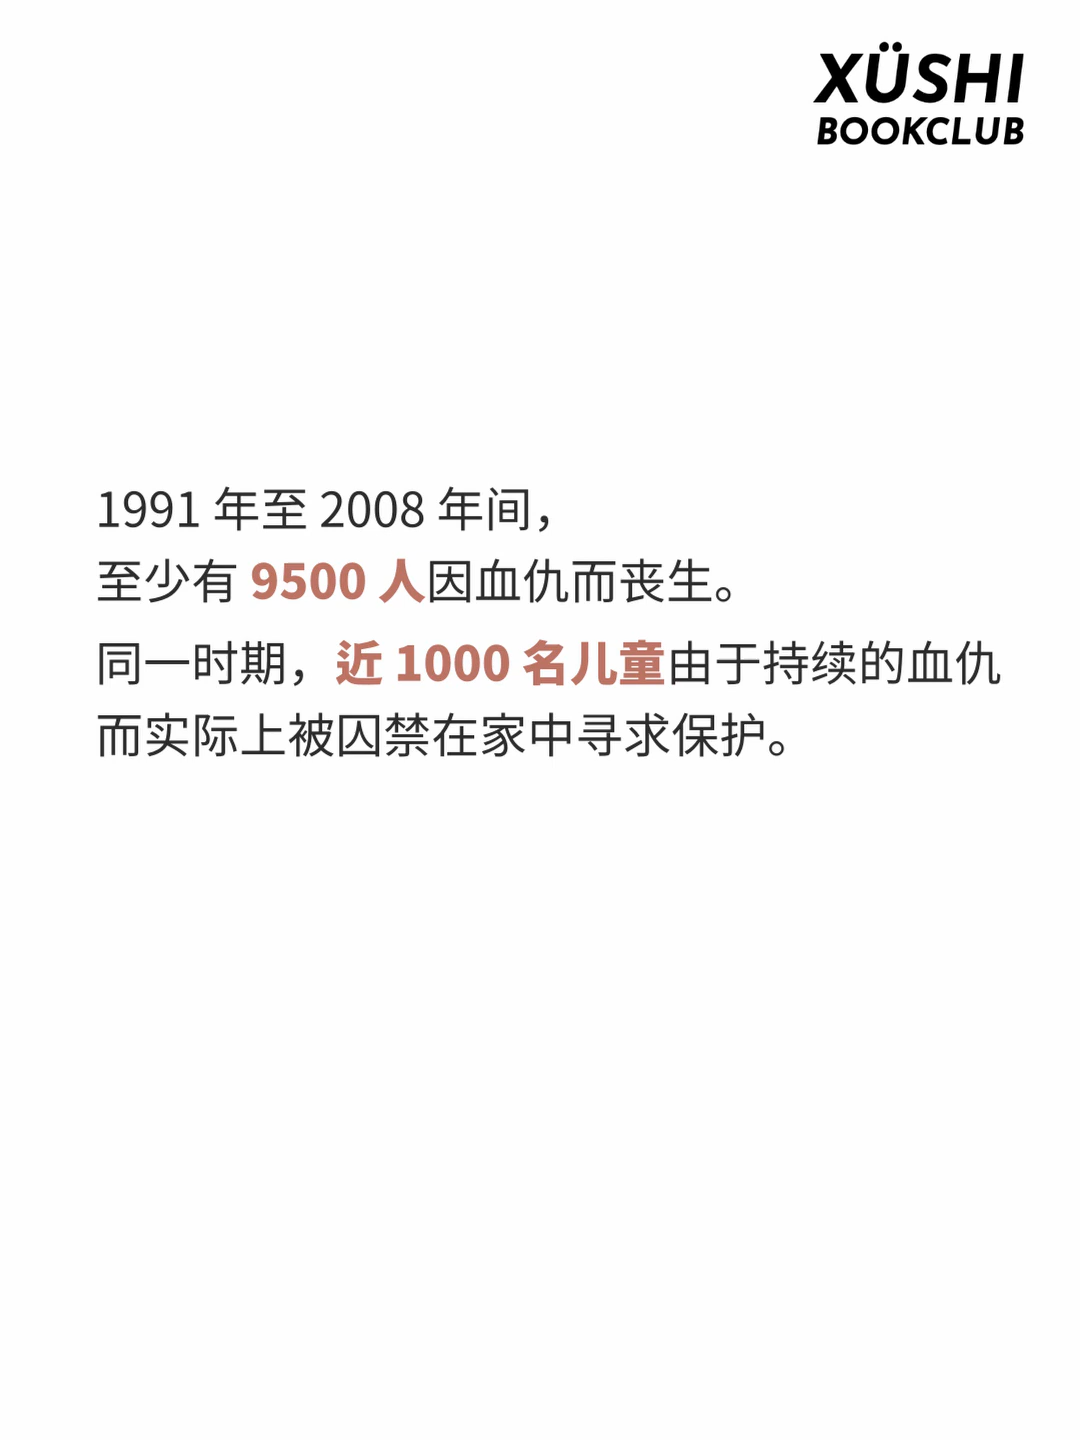 XÜSHI
BOOKCLUB
1991 年至 2008 年间，
至少有 9500 人因血仇而丧生。
同一时期，近 1000 名儿童由于持续的血仇
而实际上被囚禁在家中寻求保护。